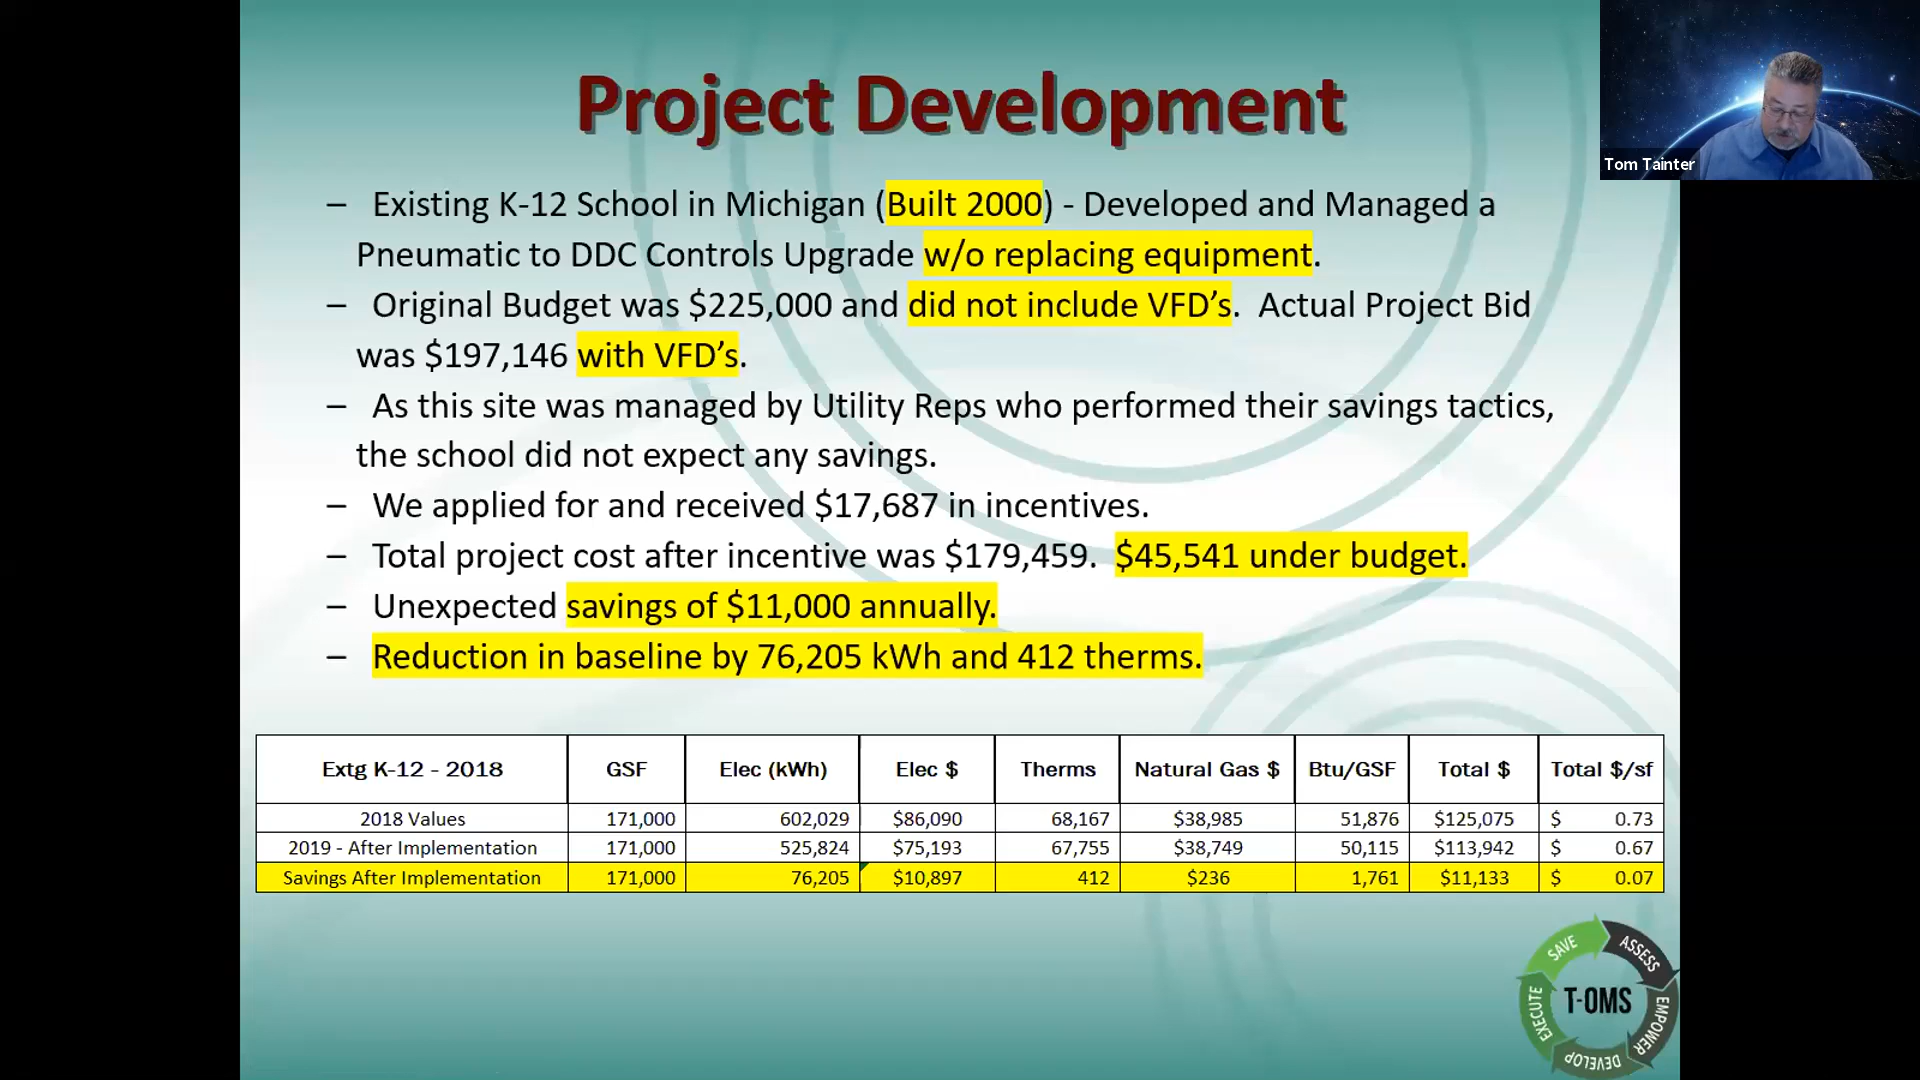 Project Development
Tom Tainter
– Existing K-12 School in Michigan (Built 2000) - Developed and Managed a
Pneumatic to DDC Controls Upgrade w/o replacing equipment.
– Original Budget was $225,000 and did not include VFD’s. Actual Project Bid
was $197,146 with VFD’s.
– As this site was managed by Utility Reps who performed their savings tactics,
the school did not expect any savings.
– We applied for and received $17,687 in incentives.
– Total project cost after incentive was $179,459. $45,541 under budget.
– Unexpected savings of $11,000 annually.
– Reduction in baseline by 76,205 kWh and 412 therms.
Extg K-12 - 2018 GSF Elec (kWh) Elec $ Therms Natural Gas $ Btu/GSF Total $ Total $/sf
2018 Values 171,000 602,029 $86,090 68,167 $38,985 51,876 $125,075 $ 0.73
2019 - After Implementation 171,000 525,824 $75,193 67,755 $38,749 50,115 $113,942 $ 0.67
Savings After Implementation 171,000 76,205 $10,897 412 $236 1,761 $11,133 $ 0.07
SAVE
ASSESS
EMPOWER
DEVELOP
EXECUTE
T-OMS